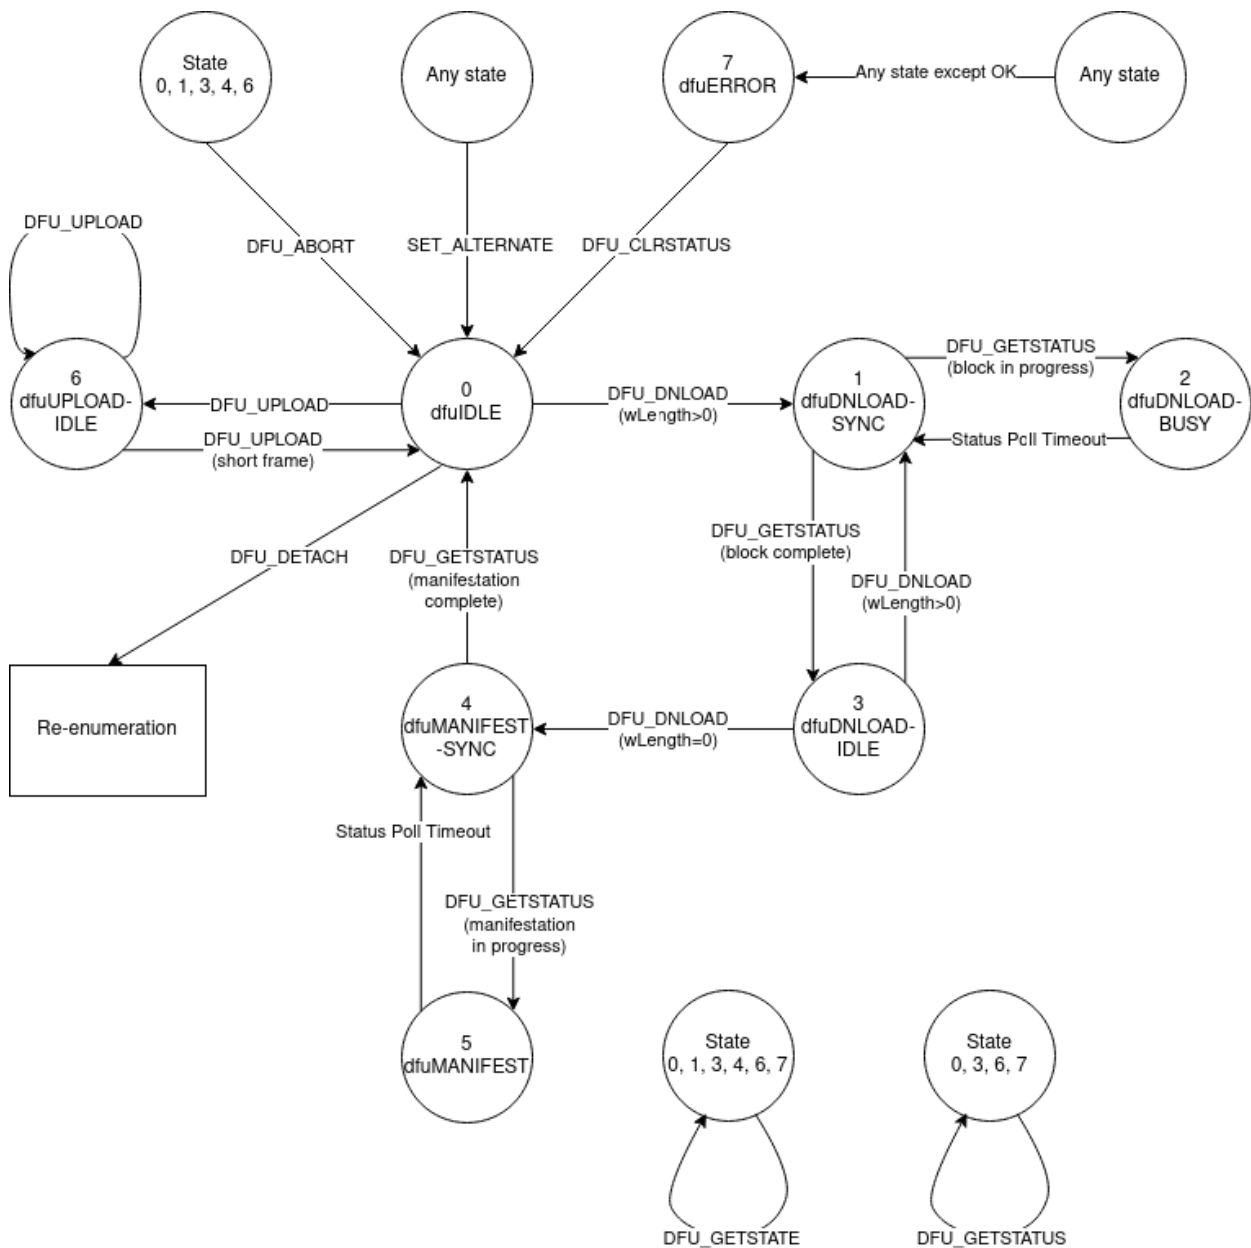 State
0, 1, 3, 4, 6
Any state
7
dfuERROR
Any state except OK
Any state
DFU_UPLOAD
DFU_ABORT
SET_ALTERNATE
DFU_CLRSTATUS
6
dfuUPLOAD-
IDLE
DFU_UPLOAD
DFU_UPLOAD
(short frame)
0
dfuIDLE
DFU_DNLOAD
(wLength>0)
1
dfuDNLOAD-
SYNC
DFU_GETSTATUS
(block in progress)
Status Poll Timeout
2
dfuDNLOAD-
BUSY
DFU_DETACH
DFU_GETSTATUS
(manifestation
complete)
DFU_GETSTATUS
(block complete)
DFU_DNLOAD
(wLength>0)
Re-enumeration
4
dfuMANIFEST
-SYNC
DFU_DNLOAD
(wLength=0)
3
dfuDNLOAD-
IDLE
Status Poll Timeout
DFU_GETSTATUS
(manifestation
in progress)
5
dfuMANIFEST
State
0, 1, 3, 4, 6, 7
DFU_GETSTATE
State
0, 3, 6, 7
DFU_GETSTATUS